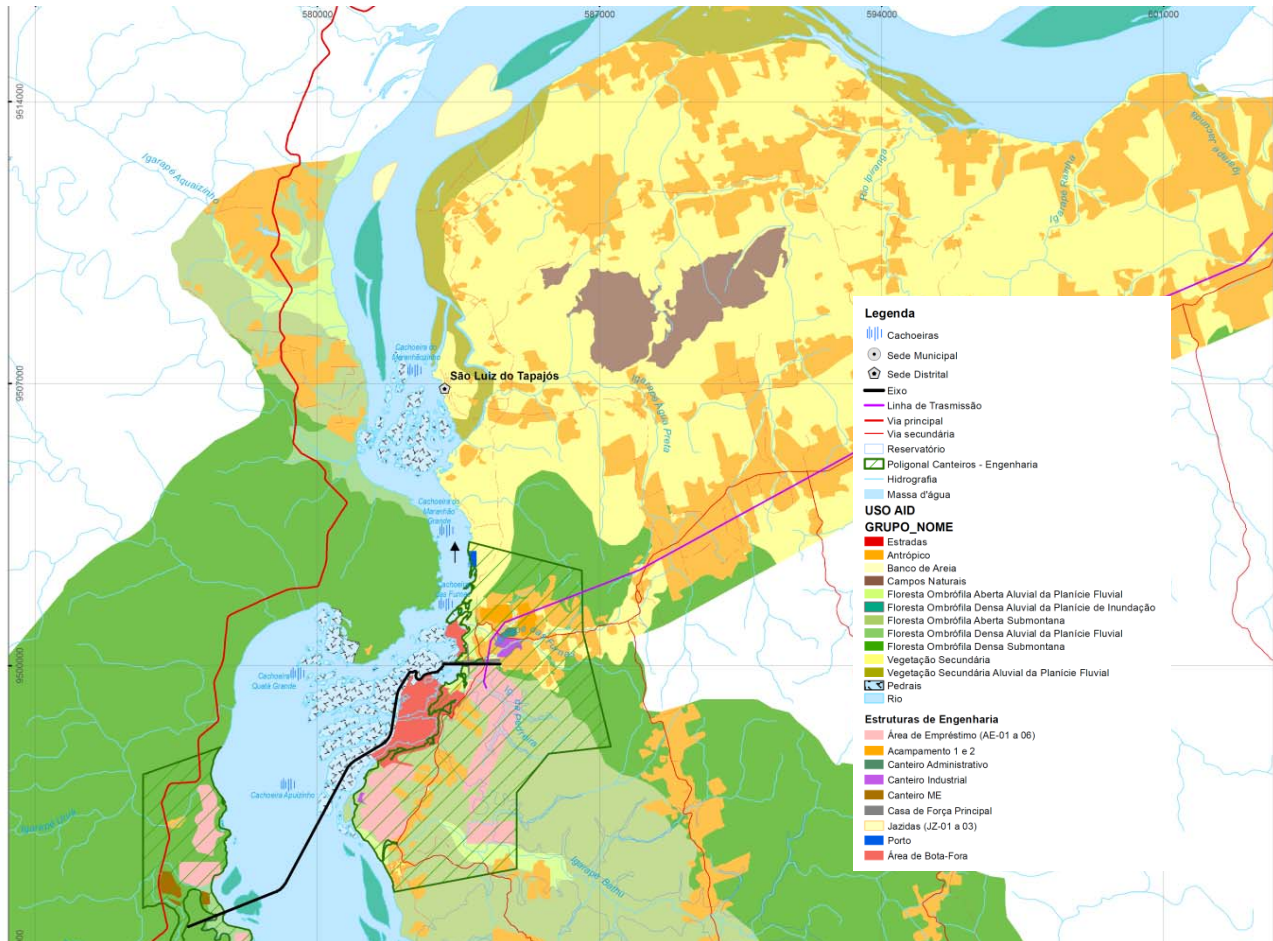 580000
587000
594000
601000
9514000
9507000
9500000
Igarapé Aquaizinho
Rio Ipiranga
Igarapé Ranha
Cachoeira do
Maranhãozinho
São Luiz do Tapajós
Igarapé Água Preta
Cachoeira do
Maranhão
Grande
Cachoeira
Cachoeira
Quatá Grande
Cachoeira Apuizinho
Igarapé Bathu
Legenda
Cachoeiras
Sede Municipal
Sede Distrital
Eixo
Linha de Trasmissão
Via principal
Via secundária
Reservatório
Poligonal Canteiros - Engenharia
Hidrografia
Massa d'água
USO AID
GRUPO_NOME
Estradas
Antrópico
Banco de Areia
Campos Naturais
Floresta Ombrófila Aberta Aluvial da Planície Fluvial
Floresta Ombrófila Densa Aluvial da Planície de Inundação
Floresta Ombrófila Aberta Submontana
Floresta Ombrófila Densa Aluvial da Planície Fluvial
Floresta Ombrófila Densa Submontana
Vegetação Secundária
Vegetação Secundária Aluvial da Planície Fluvial
Pedrais
Rio
Estruturas de Engenharia
Área de Empréstimo (AE-01 a 06)
Acampamento 1 e 2
Canteiro Administrativo
Canteiro Industrial
Canteiro ME
Casa de Força Principal
Jazidas (JZ-01 a 03)
Porto
Área de Bota-Fora